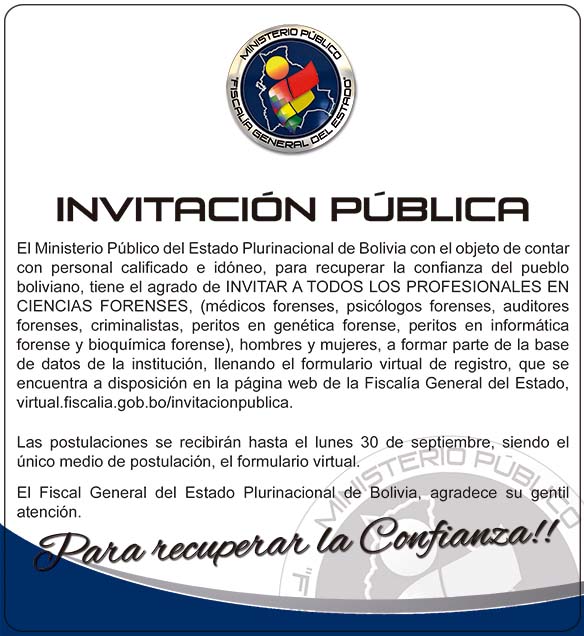 MINISTERIO PÚBLICO
"FISCALÍA GENERAL DEL ESTADO"
INVITACIÓN PÚBLICA
El Ministerio Público del Estado Plurinacional de Bolivia con el objeto de contar
con personal calificado e idóneo, para recuperar la confianza del pueblo
boliviano, tiene el agrado de INVITAR A TODOS LOS PROFESIONALES EN
CIENCIAS FORENSES, (médicos forenses, psicólogos forenses, auditores
forenses, criminalistas, peritos en genética forense, peritos en informática
forense y bioquímica forense), hombres y mujeres, a formar parte de la base
de datos de la institución, llenando el formulario virtual de registro, que se
encuentra a disposición en la página web de la Fiscalía General del Estado,
virtual.fiscalia.gob.bo/invitacionpublica.
Las postulaciones se recibirán hasta el lunes 30 de septiembre, siendo el
único medio de postulación, el formulario virtual.
El Fiscal General del Estado Plurinacional de Bolivia, agradece su gentil
atención.
MINISTERIO PÚBLICO
"F
Para recuperar la Confianza!!